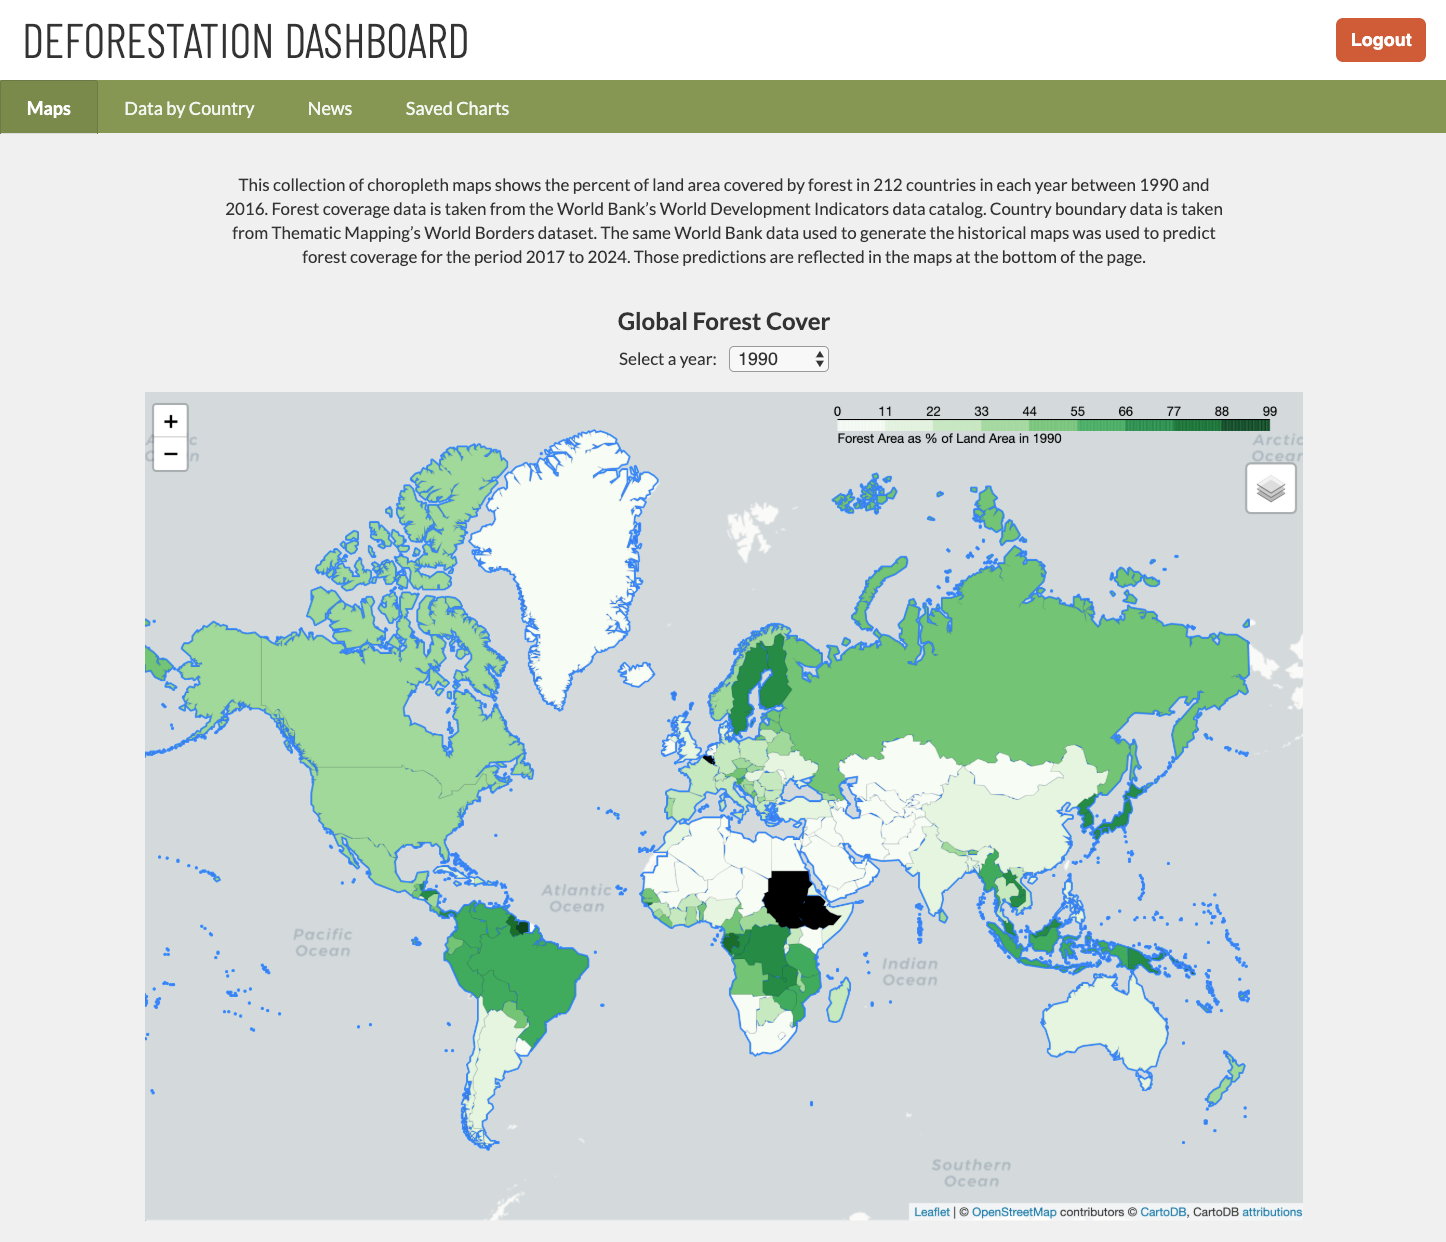 DEFORESTATION DASHBOARD
Logout
Maps
Data by Country
News
Saved Charts
This collection of choropleth maps shows the percent of land area covered by forest in 212 countries in each year between 1990 and
2016. Forest coverage data is taken from the World Bank's World Development Indicators data catalog. Country boundary data is taken
from Thematic Mapping's World Borders dataset. The same World Bank data used to generate the historical maps was used to predict
forest coverage for the period 2017 to 2024. Those predictions are reflected in the maps at the bottom of the page.
Global Forest Cover
Select a year: 1990
+
−
0 11 22 33 44 55 66 77 88 99
Forest Area as % of Land Area in 1990
Arctic
Ocean
Atlantic
Ocean
Pacific
Ocean
Indian
Ocean
Southern
Ocean
Leaflet | © OpenStreetMap contributors © CartoDB, CartoDB attributions